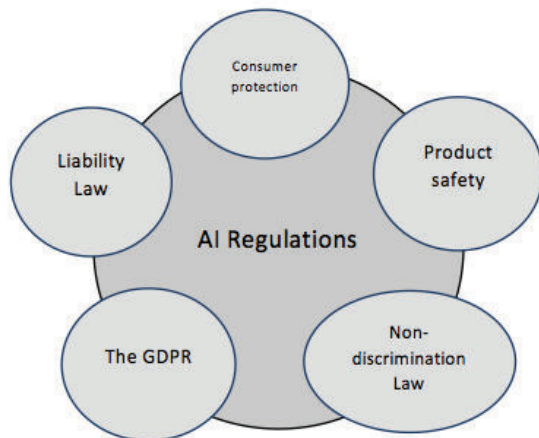 Consumer
protection
Liability
Law
Product
safety
AI Regulations
The GDPR
Non-
discrimination
Law